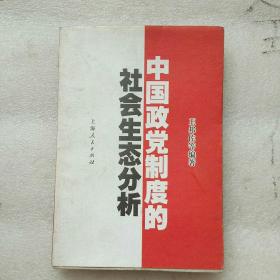 中国政党制度的
社会生态分析
王邦佐等编著
上海人民出版社